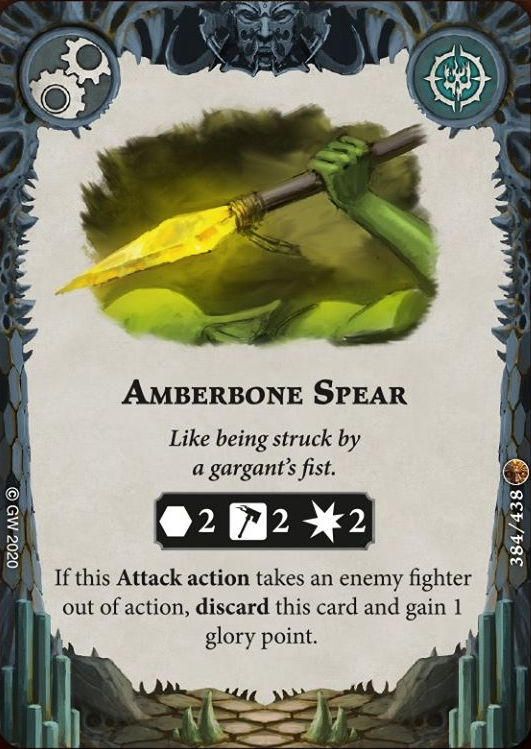 AMBERBONE SPEAR
Like being struck by
a gargant's fist.
2 2 2
If this Attack action takes an enemy fighter
out of action, discard this card and gain 1
glory point.
© GW 2020
384/438